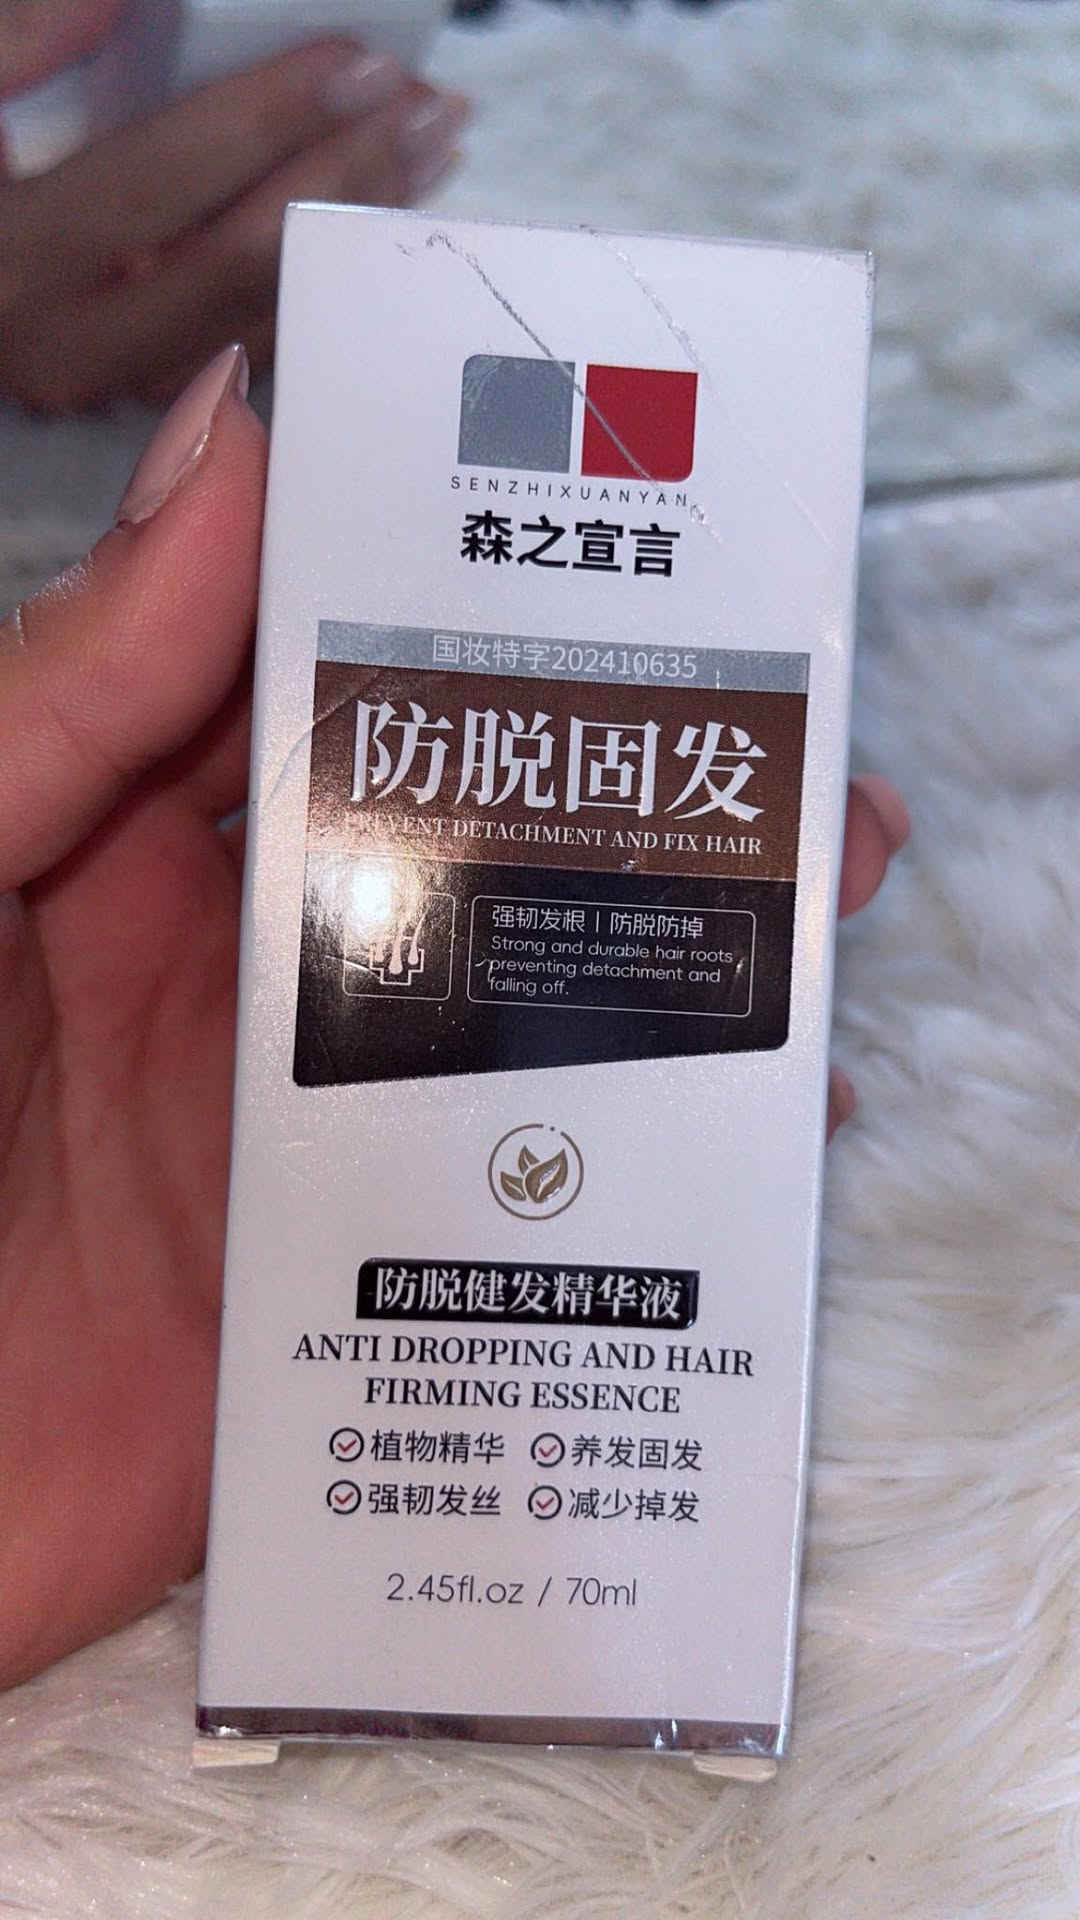 SENZHIXUANYAN
森之宣言
国妆特字202410635
防脱固发
DETACHMENT AND FIX HAIR
强韧发根 | 防脱防掉
Strong and durable hair roots
preventing detachment and
falling off.
防脱健发精华液
ANTI DROPPING AND HAIR
FIRMING ESSENCE
植物精华 养发固发
强韧发丝 减少掉发
2.45fl.oz / 70ml